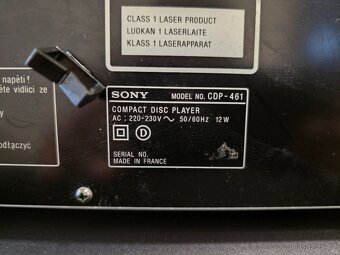 CLASS 1 LASER PRODUCT
LUOKAN 1 LASERLAITE
KLASS 1 LASERAPPARAT
napětí !
ěte vidlici ze
odłączyć
SONY MODEL NO. CDP-461
COMPACT DISC PLAYER
AC : 220-230V ~ 50/60Hz 12W
D
SERIAL NO.
MADE IN FRANCE